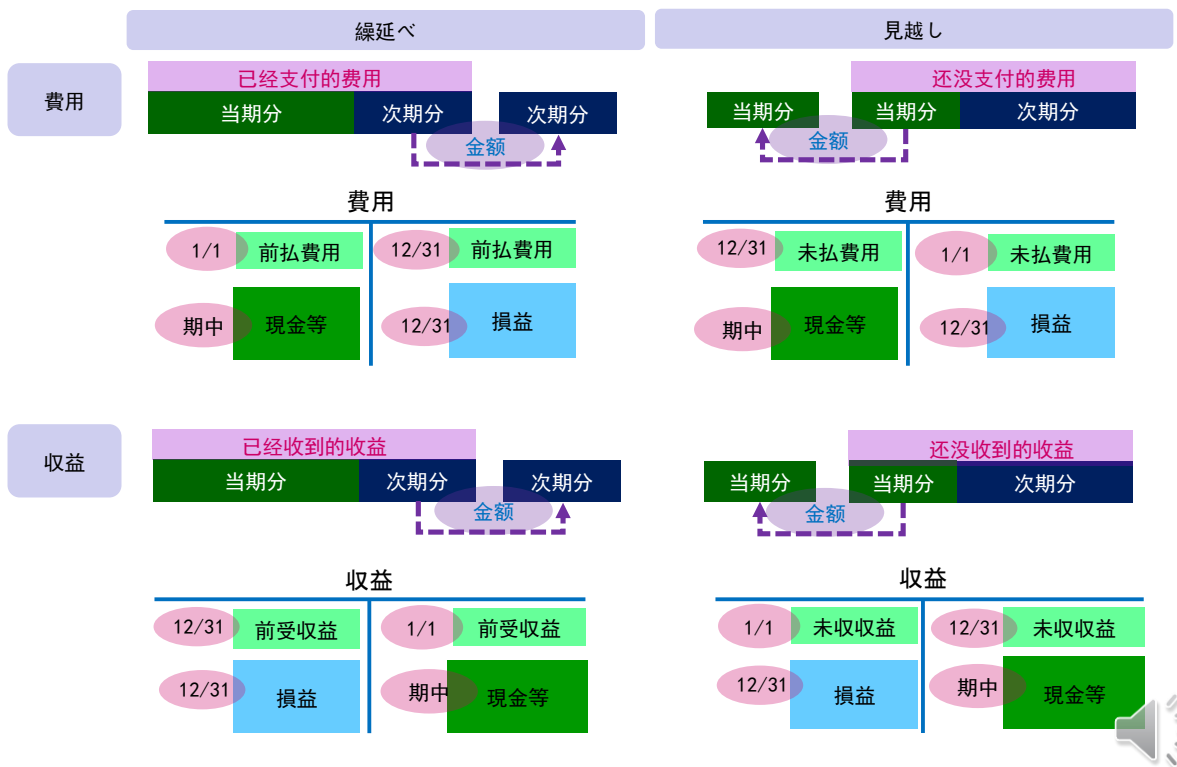 繰延べ
見越し
費用
已经支付的费用
当期分
次期分
次期分
金额
还没支付的费用
当期分
当期分
次期分
金额
費用
1/1
前払費用
12/31
前払費用
期中
現金等
12/31
損益
費用
12/31
未払費用
1/1
未払費用
期中
現金等
12/31
損益
収益
已经收到的收益
当期分
次期分
次期分
金额
还没收到的收益
当期分
当期分
次期分
金额
収益
12/31
前受収益
1/1
前受収益
12/31
損益
期中
現金等
収益
1/1
未収収益
12/31
未収収益
12/31
損益
期中
現金等